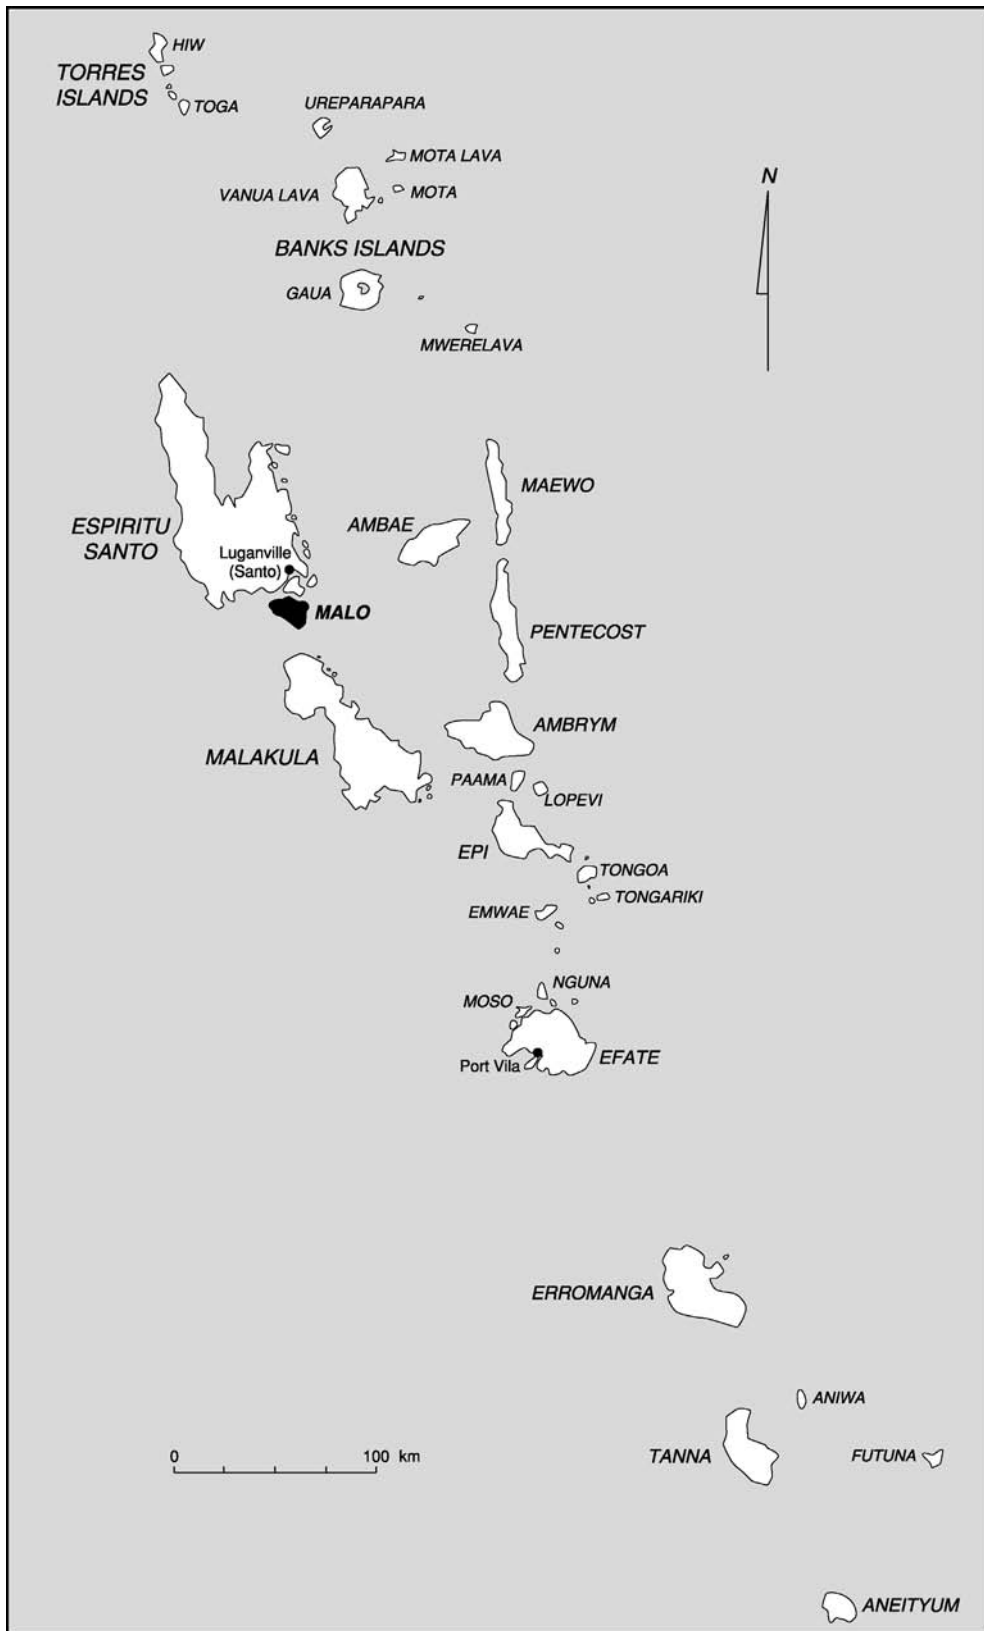 HIW
TORRES
ISLANDS
TOGA
UREPARAPARA
MOTA LAVA
VANUA LAVA
MOTA
N
BANKS ISLANDS
GAUA
MWERELAVA
MAEWO
ESPIRITU
SANTO
AMBAE
Luganville
(Santo)
MALO
PENTECOST
AMBRYM
MALAKULA
PAAMA
LOPEVI
EPI
TONGOA
TONGARIKI
EMWAE
NGUNA
MOSO
EFATE
Port Vila
ERROMANGA
ANIWA
TANNA
FUTUNA
0 100 km
ANEITYUM